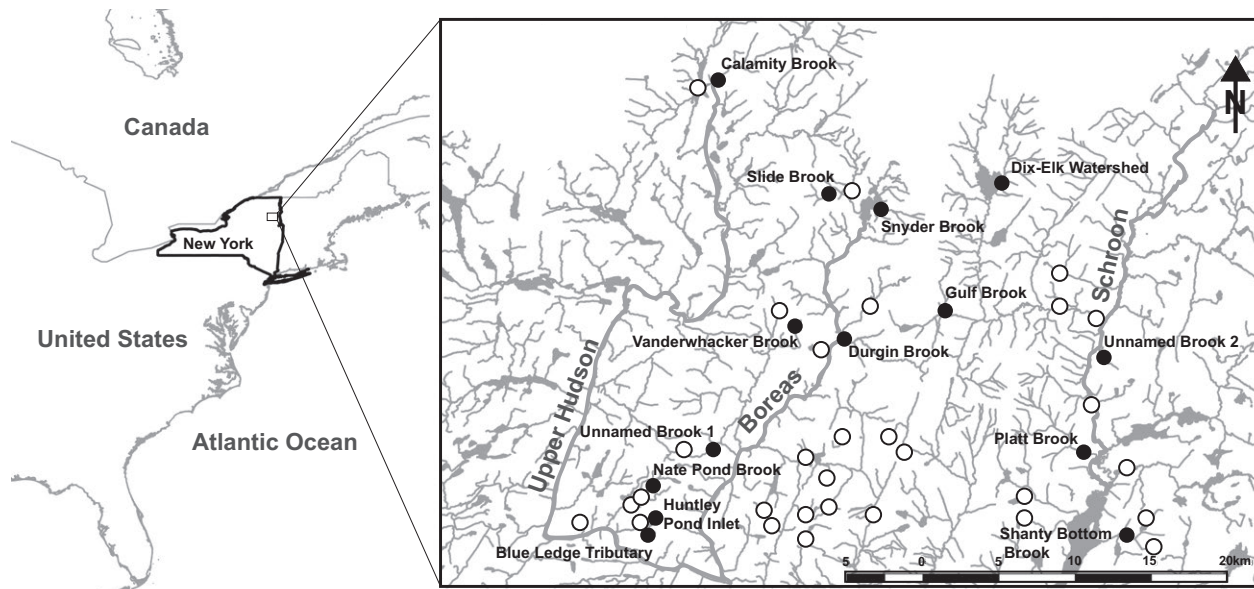 Canada
New York
United States
Atlantic Ocean
Calamity Brook
N
Slide Brook
Dix-Elk Watershed
Snyder Brook
Schroon
Gulf Brook
Vanderwhacker Brook
Durgin Brook
Unnamed Brook 2
Upper Hudson
Boreas
Unnamed Brook 1
Platt Brook
Nate Pond Brook
Huntley
Pond Inlet
Blue Ledge Tributary
Shanty Bottom
Brook
5 0 5 10 15 20km